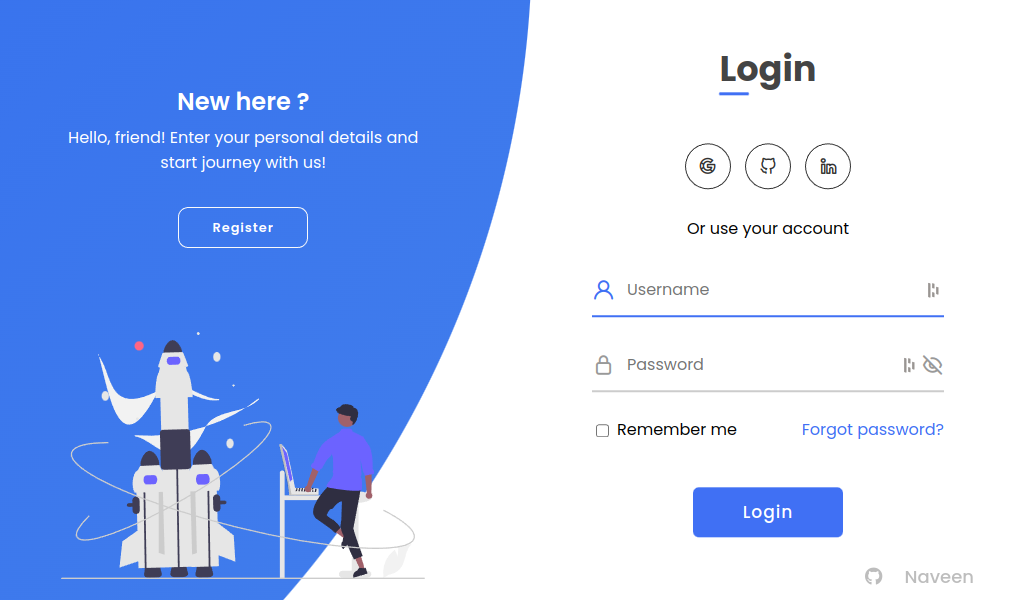 New here ?
Hello, friend! Enter your personal details and
start journey with us!
Register
Login
Or use your account
Username
Password
Remember me
Forgot password?
Login
Naveen